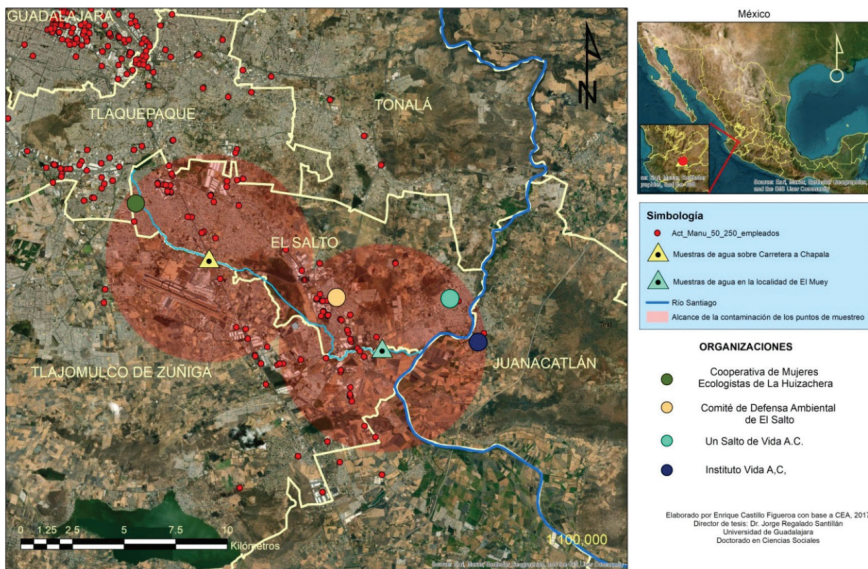 GUADALAJARA
TLAQUEPAQUE
TONALÁ
N
EL SALTO
TLAJOMULCO DE ZÚÑIGA
JUANACATLÁN
0 1.25 2.5 5 7.5 10
Kilómetros
1:100,000
México
Simbología
Act_Manu_50_250_empleados
Muestras de agua sobre Carretera a Chapala
Muestras de agua en la localidad de El Muey
Río Santiago
Alcance de la contaminación de los puntos de muestreo
ORGANIZACIONES
Cooperativa de Mujeres
Ecologistas de La Huizachera
Comité de Defensa Ambiental
de El Salto
Un Salto de Vida A.C.
Instituto Vida A,C,
Elaborado por Enrique Castillo Figueroa con base a CEA, 2017
Director de tesis: Dr. Jorge Regalado Santillán
Universidad de Guadalajara
Doctorado en Ciencias Sociales